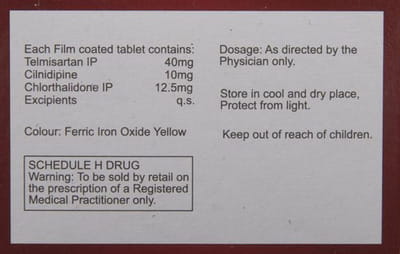 Each Film coated tablet contains:
Telmisartan IP 40mg
Cilnidipine 10mg
Chlorthalidone IP 12.5mg
Excipients q.s.
Colour: Ferric Iron Oxide Yellow
SCHEDULE H DRUG
Warning: To be sold by retail on
the prescription of a Registered
Medical Practitioner only.
Dosage: As directed by the
Physician only.
Store in cool and dry place,
Protect from light.
Keep out of reach of children.